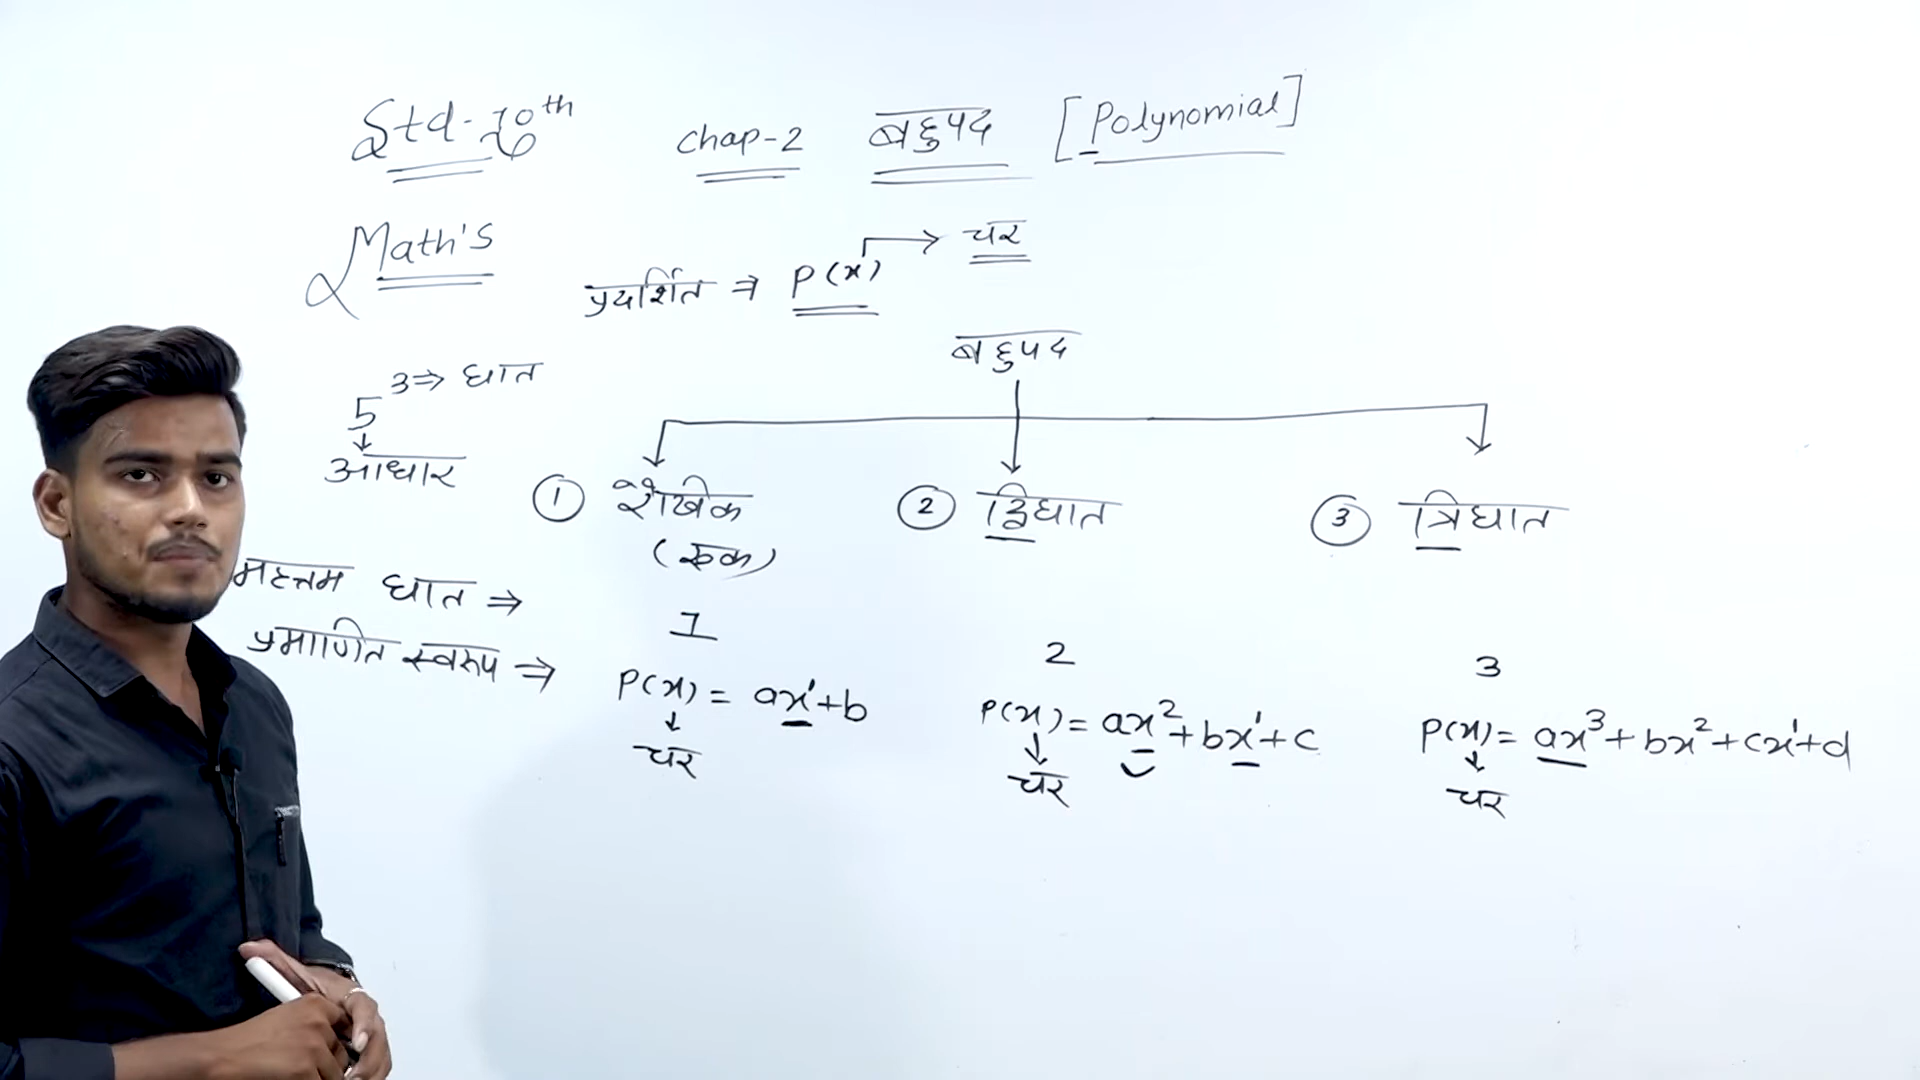 Std-10th
Chap-2 बहुपद [Polynomial]
Math's
प्रदर्शित ⇒ P(x) → चर
बहुपद
5³ ⇒ घात
↓
आधार
① रैखीक ② द्विघात ③ त्रिघात
(एक)
महत्तम घात ⇒ 1 2 3
प्रमाणित स्वरूप ⇒ P(x) = ax¹+b P(x) = ax²+bx¹+c P(x) = ax³+bx²+cx¹+d
↓ ↓ ↓
चर चर चर